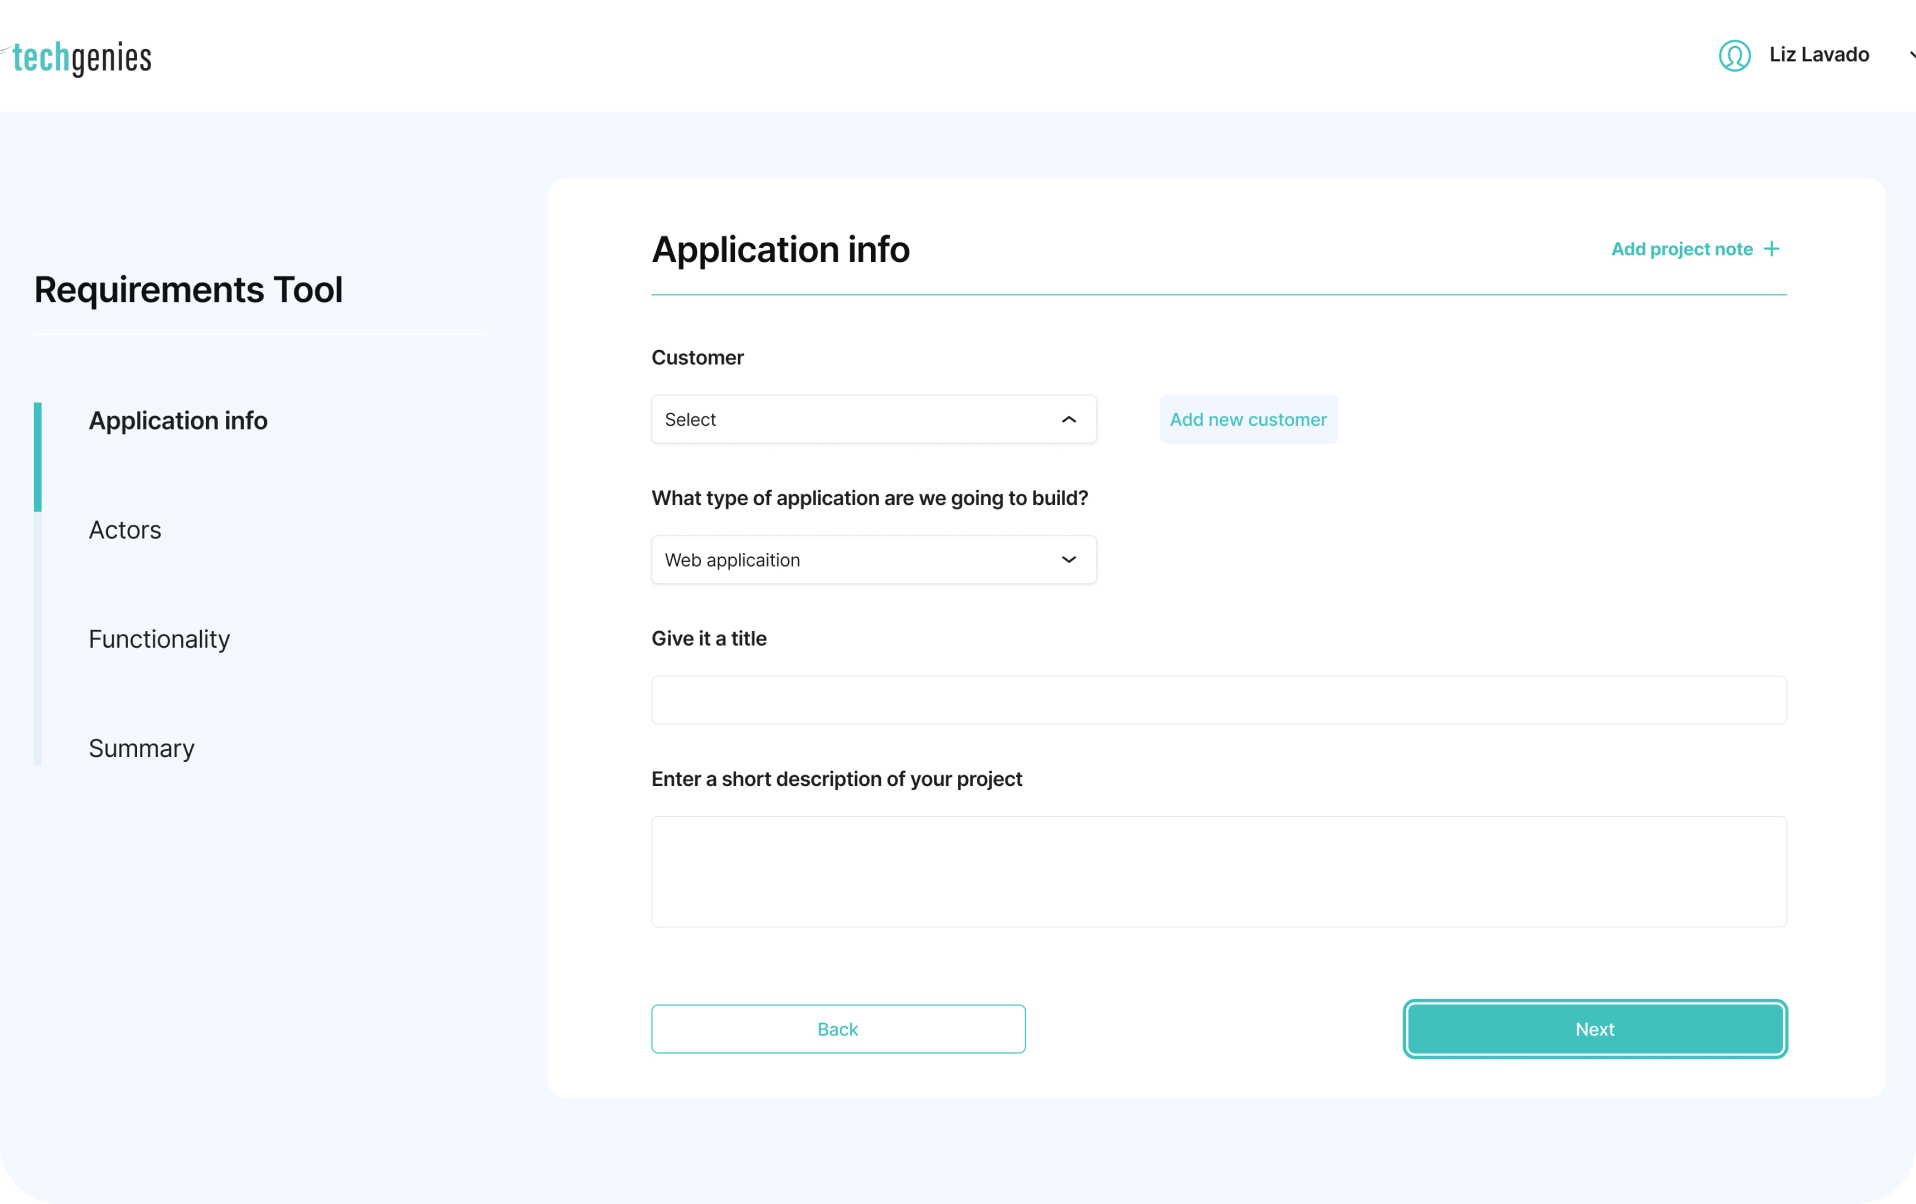 techgenies
Liz Lavado
Requirements Tool
Application info
Actors
Functionality
Summary
Application info
Add project note +
Customer
Select
Add new customer
What type of application are we going to build?
Web applicaition
Give it a title
Enter a short description of your project
Back
Next